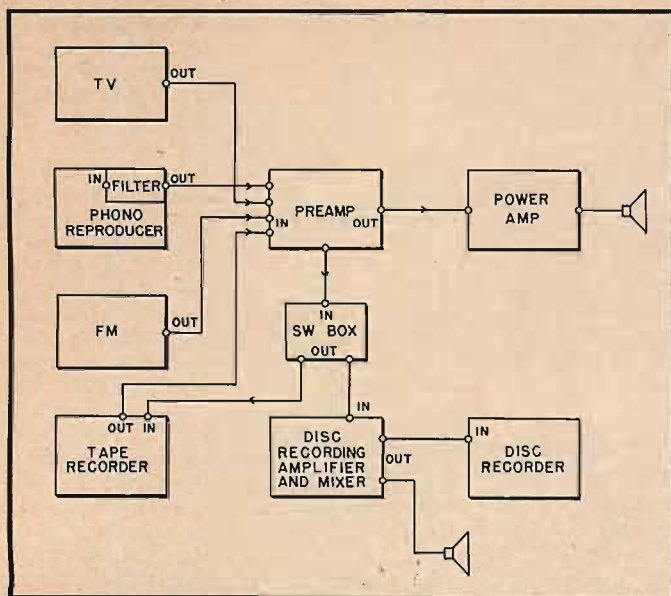 TV
OUT
IN
FILTER
OUT
PHONO
REPRODUCER
FM
OUT
OUT
IN
TAPE
RECORDER
IN
PREAMP
OUT
POWER
AMP
IN
SW BOX
OUT
IN
DISC
RECORDING
AMPLIFIER
AND MIXER
OUT
IN
DISC
RECORDER